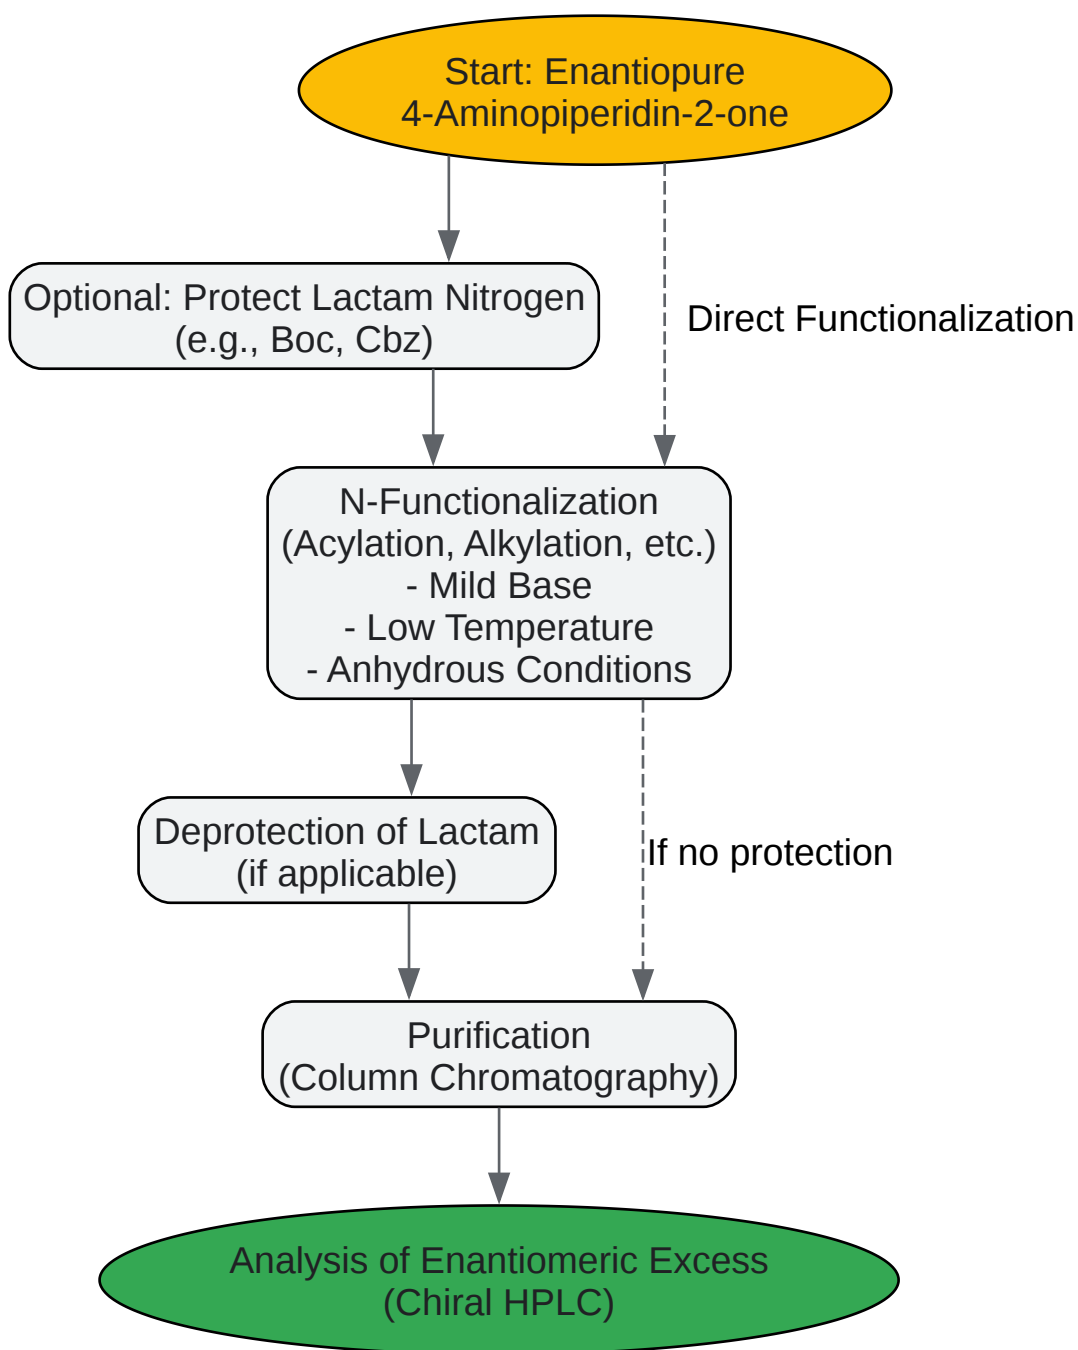 Start: Enantiopure
4-Aminopiperidin-2-one
Optional: Protect Lactam Nitrogen
(e.g., Boc, Cbz)
Direct Functionalization
N-Functionalization
(Acylation, Alkylation, etc.)
- Mild Base
- Low Temperature
- Anhydrous Conditions
Deprotection of Lactam
(if applicable)
If no protection
Purification
(Column Chromatography)
Analysis of Enantiomeric Excess
(Chiral HPLC)